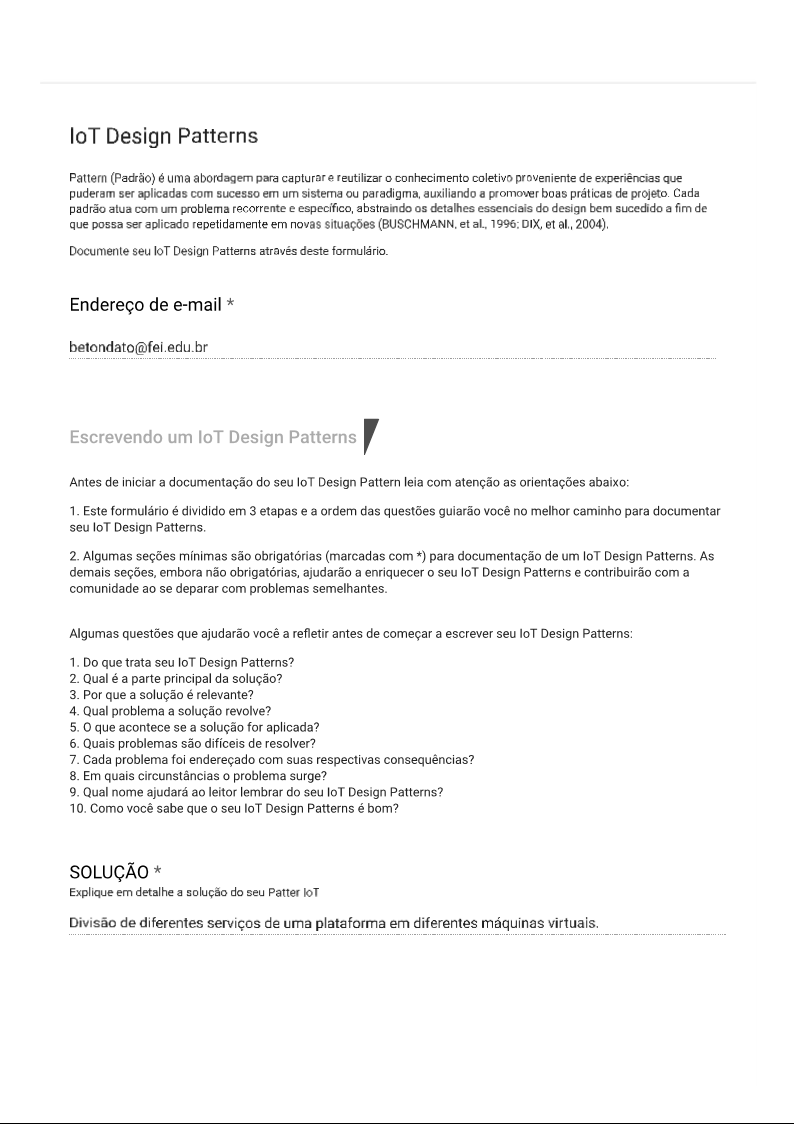 IoT Design Patterns
Pattern (Padrão) é uma abordagem para capturar e reutilizar o conhecimento coletivo proveniente de experiências que
puderam ser aplicadas com sucesso em um sistema ou paradigma, auxiliando a promover boas práticas de projeto. Cada
padrão atua com um problema recorrente e específico, abstraindo os detalhes essenciais do design bem sucedido a fim de
que possa ser aplicado repetidamente em novas situações (BUSCHMANN, et al., 1996; DIX, et al., 2004).
Documente seu IoT Design Patterns através deste formulário.
Endereço de e-mail *
betondato@fei.edu.br
Escrevendo um IoT Design Patterns
Antes de iniciar a documentação do seu IoT Design Pattern leia com atenção as orientações abaixo:
1. Este formulário é dividido em 3 etapas e a ordem das questões guiarão você no melhor caminho para documentar
seu IoT Design Patterns.
2. Algumas seções mínimas são obrigatórias (marcadas com *) para documentação de um IoT Design Patterns. As
demais seções, embora não obrigatórias, ajudarão a enriquecer o seu IoT Design Patterns e contribuirão com a
comunidade ao se deparar com problemas semelhantes.
Algumas questões que ajudarão você a refletir antes de começar a escrever seu IoT Design Patterns:
1. Do que trata seu IoT Design Patterns?
2. Qual é a parte principal da solução?
3. Por que a solução é relevante?
4. Qual problema a solução revolve?
5. O que acontece se a solução for aplicada?
6. Quais problemas são difíceis de resolver?
7. Cada problema foi endereçado com suas respectivas consequências?
8. Em quais circunstâncias o problema surge?
9. Qual nome ajudará ao leitor lembrar do seu IoT Design Patterns?
10. Como você sabe que o seu IoT Design Patterns é bom?
SOLUÇÃO *
Explique em detalhe a solução do seu Patter IoT
Divisão de diferentes serviços de uma plataforma em diferentes máquinas virtuais.